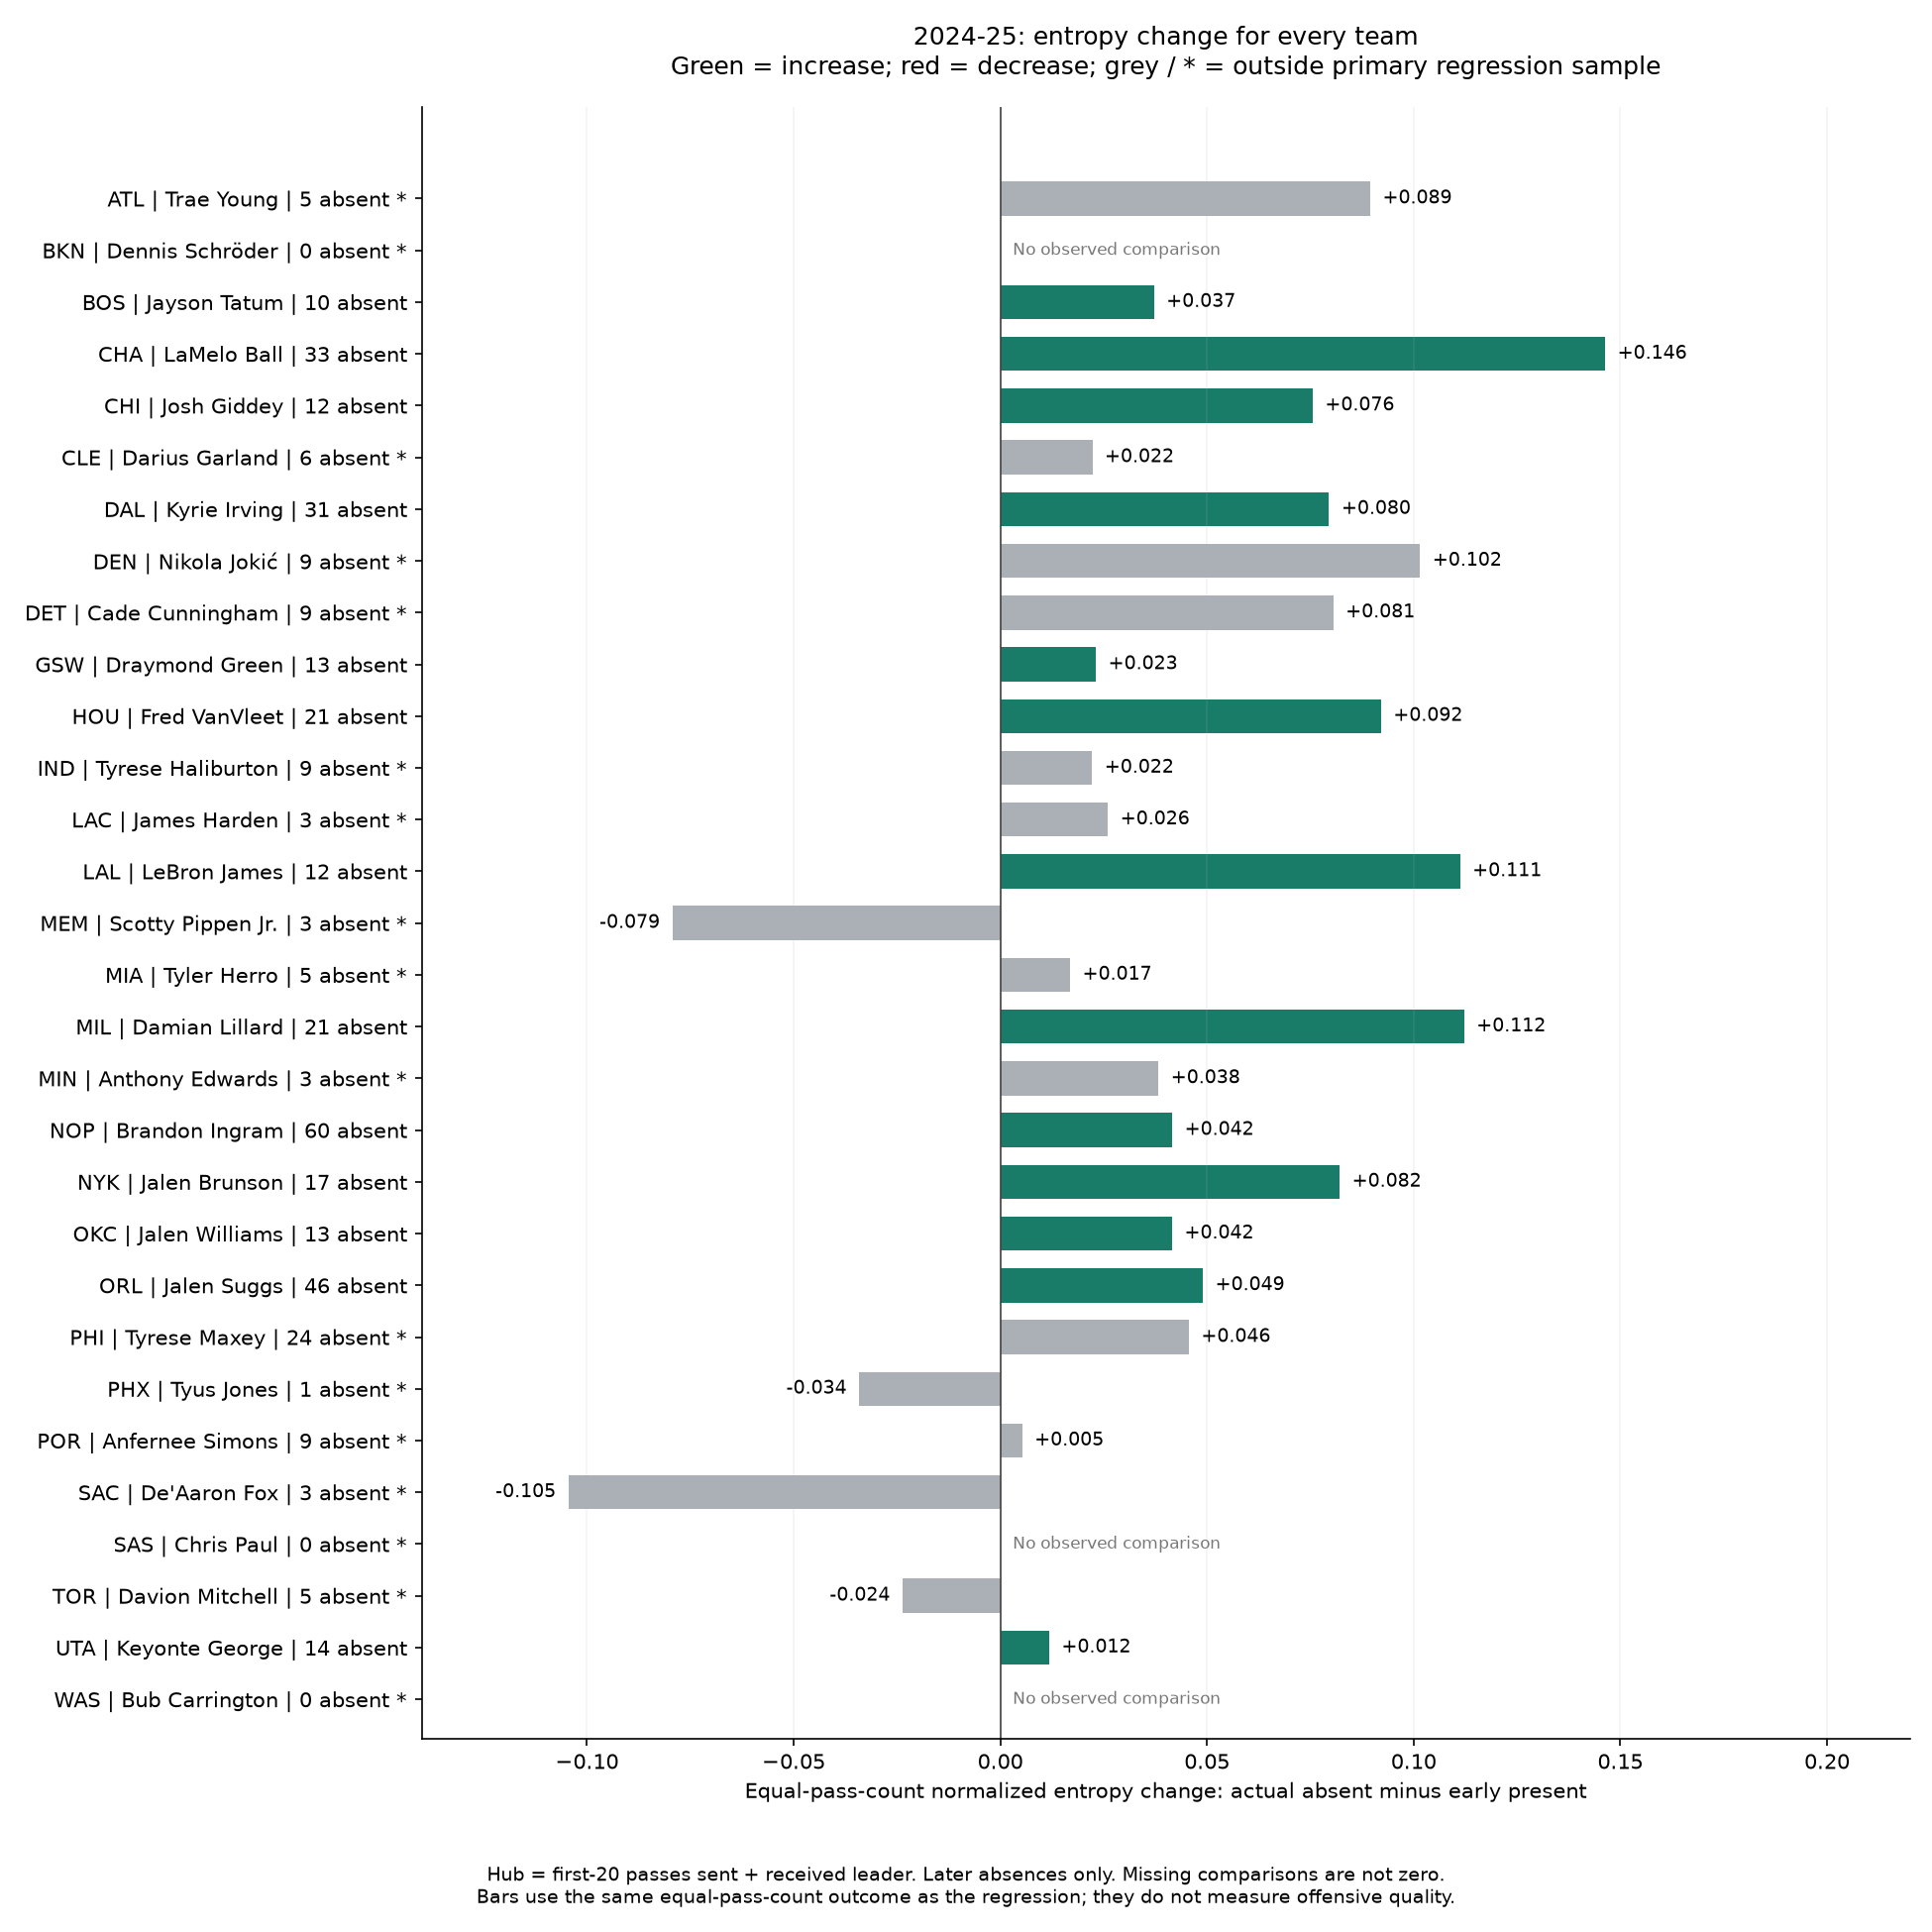 2024-25: entropy change for every team
Green = increase; red = decrease; grey / * = outside primary regression sample
ATL | Trae Young | 5 absent * +0.089
BKN | Dennis Schröder | 0 absent * No observed comparison
BOS | Jayson Tatum | 10 absent +0.037
CHA | LaMelo Ball | 33 absent +0.146
CHI | Josh Giddey | 12 absent +0.076
CLE | Darius Garland | 6 absent * +0.022
DAL | Kyrie Irving | 31 absent +0.080
DEN | Nikola Jokić | 9 absent * +0.102
DET | Cade Cunningham | 9 absent * +0.081
GSW | Draymond Green | 13 absent +0.023
HOU | Fred VanVleet | 21 absent +0.092
IND | Tyrese Haliburton | 9 absent * +0.022
LAC | James Harden | 3 absent * +0.026
LAL | LeBron James | 12 absent +0.111
MEM | Scotty Pippen Jr. | 3 absent * -0.079
MIA | Tyler Herro | 5 absent * +0.017
MIL | Damian Lillard | 21 absent +0.112
MIN | Anthony Edwards | 3 absent * +0.038
NOP | Brandon Ingram | 60 absent +0.042
NYK | Jalen Brunson | 17 absent +0.082
OKC | Jalen Williams | 13 absent +0.042
ORL | Jalen Suggs | 46 absent +0.049
PHI | Tyrese Maxey | 24 absent * +0.046
PHX | Tyus Jones | 1 absent * -0.034
POR | Anfernee Simons | 9 absent * +0.005
SAC | De'Aaron Fox | 3 absent * -0.105
SAS | Chris Paul | 0 absent * No observed comparison
TOR | Davion Mitchell | 5 absent * -0.024
UTA | Keyonte George | 14 absent +0.012
WAS | Bub Carrington | 0 absent * No observed comparison
−0.10 −0.05 0.00 0.05 0.10 0.15 0.20
Equal-pass-count normalized entropy change: actual absent minus early present
Hub = first-20 passes sent + received leader. Later absences only. Missing comparisons are not zero.
Bars use the same equal-pass-count outcome as the regression; they do not measure offensive quality.